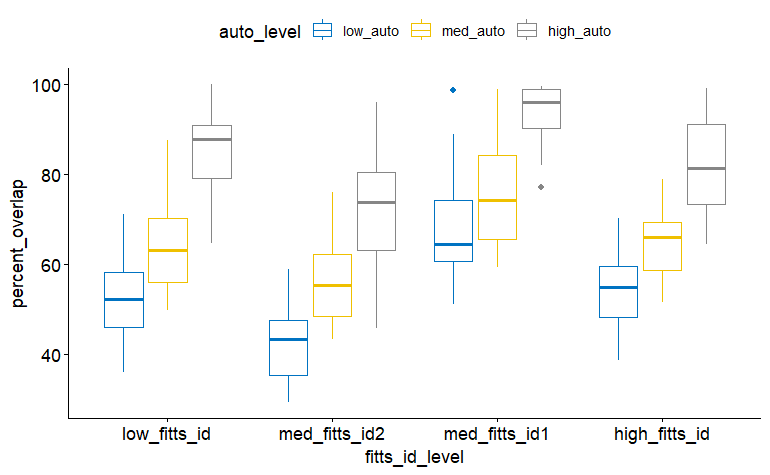 auto_level low_auto med_auto high_auto
100
80
60
40
percent_overlap
low_fitts_id med_fitts_id2 med_fitts_id1 high_fitts_id
fitts_id_level